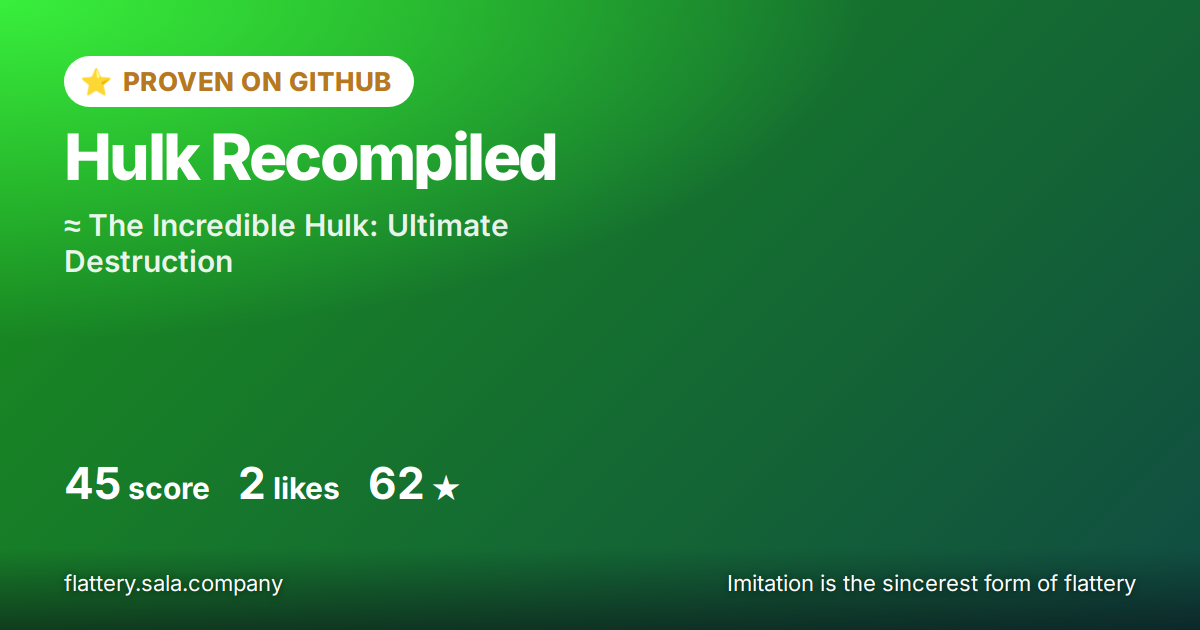 ⭐ PROVEN ON GITHUB
Hulk Recompiled
≈ The Incredible Hulk: Ultimate
Destruction
45 score 2 likes 62 ★
flattery.sala.company
Imitation is the sincerest form of flattery